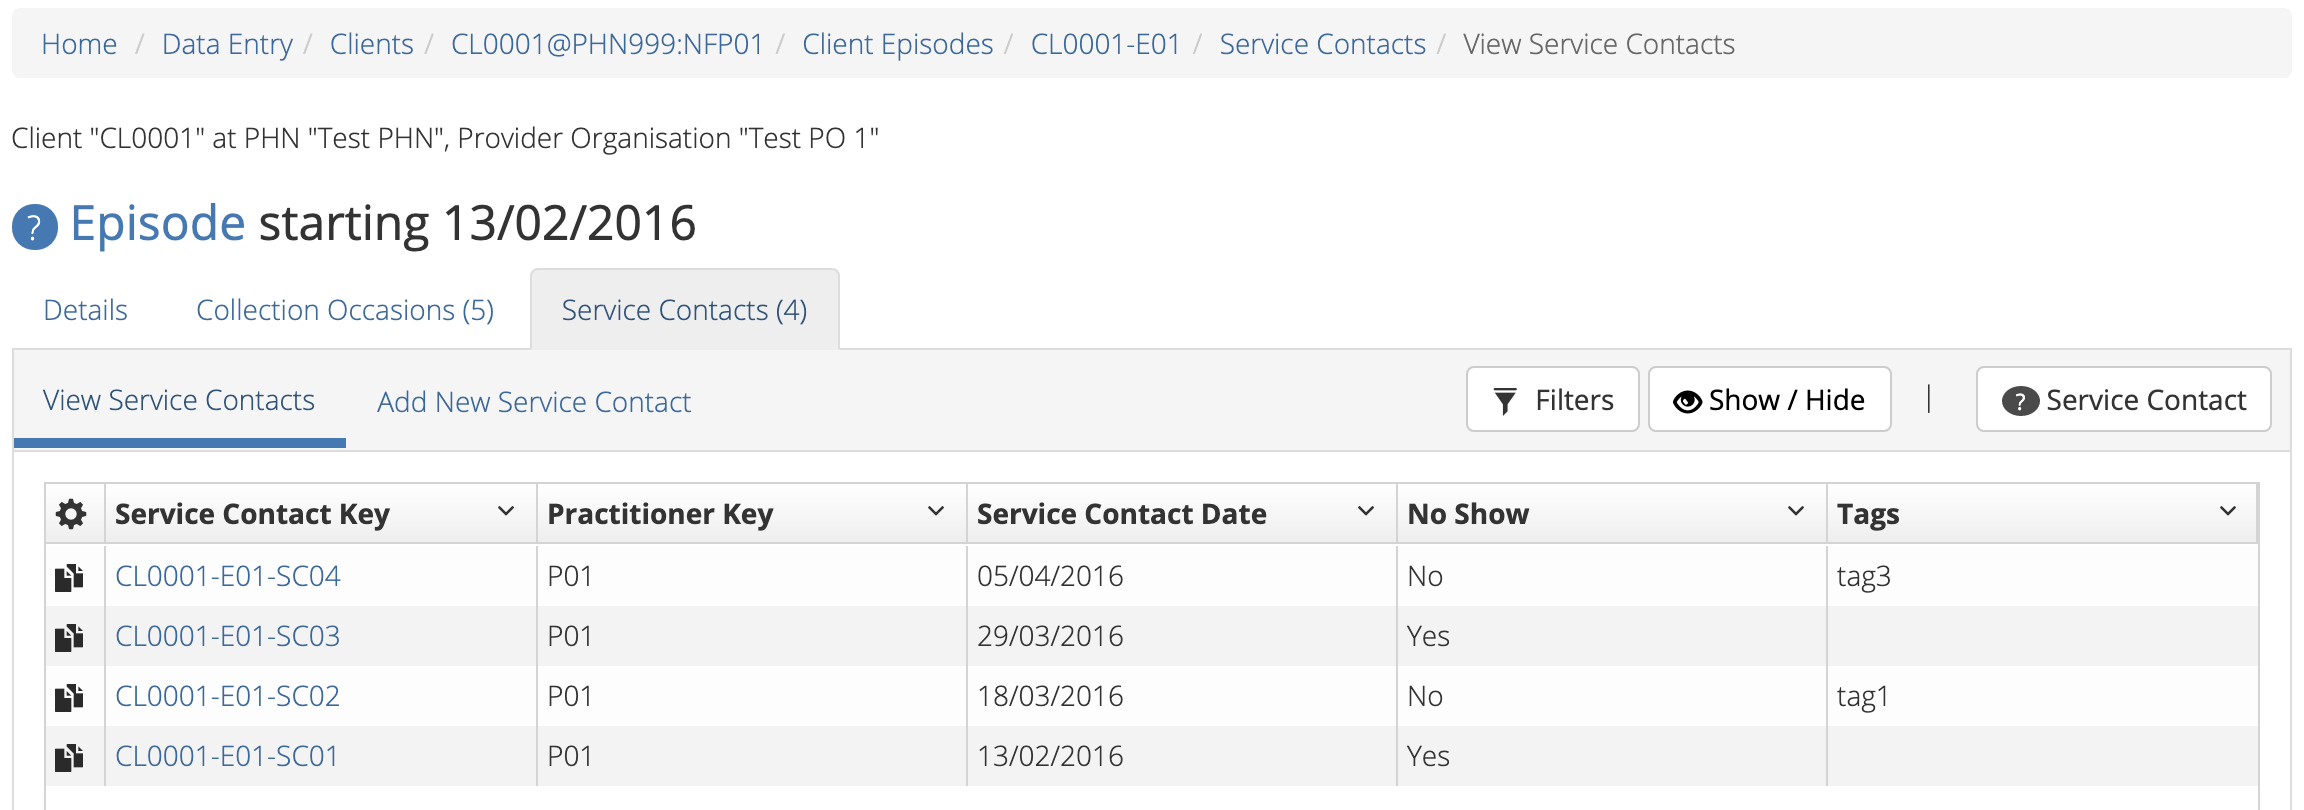 Home / Data Entry / Clients / CL0001@PHN999:NFP01 / Client Episodes / CL0001-E01 / Service Contacts / View Service Contacts
Client "CL0001" at PHN "Test PHN", Provider Organisation "Test PO 1"
? Episode starting 13/02/2016
Details Collection Occasions (5) Service Contacts (4)
View Service Contacts Add New Service Contact Filters Show / Hide | ? Service Contact
Service Contact Key Practitioner Key Service Contact Date No Show Tags
CL0001-E01-SC04 P01 05/04/2016 No tag3
CL0001-E01-SC03 P01 29/03/2016 Yes
CL0001-E01-SC02 P01 18/03/2016 No tag1
CL0001-E01-SC01 P01 13/02/2016 Yes